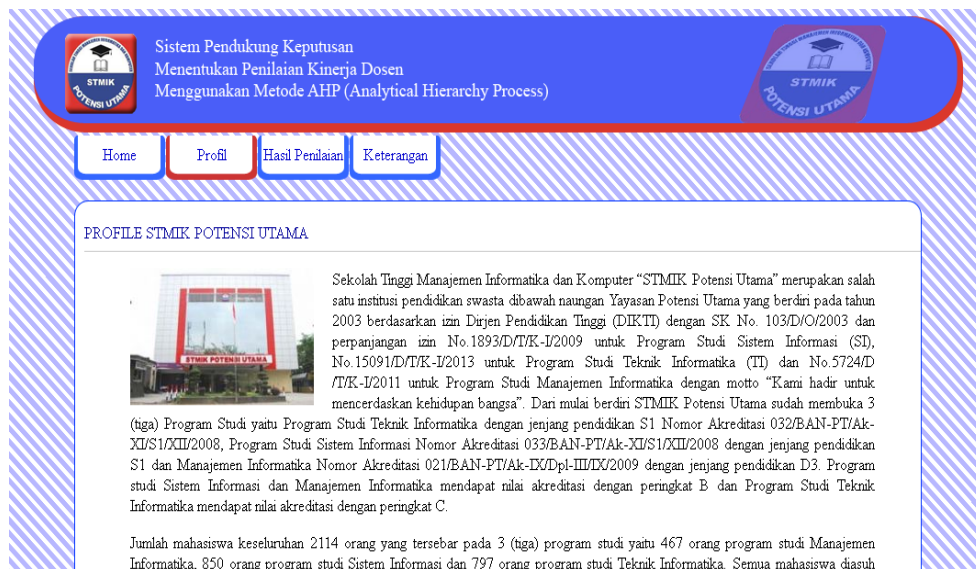 Sistem Pendukung Keputusan
Menentukan Penilaian Kinerja Dosen
Menggunakan Metode AHP (Analytical Hierarchy Process)
STMIK
POTENSI UTAMA
STMIK
POTENSI UTAMA
Home Profil Hasil Penilaian Keterangan
PROFILE STMIK POTENSI UTAMA
STMIK POTENSI UTAMA
Sekolah Tinggi Manajemen Informatika dan Komputer “STMIK Potensi Utama” merupakan salah
satu institusi pendidikan swasta dibawah naungan Yayasan Potensi Utama yang berdiri pada tahun
2003 berdasarkan izin Dirjen Pendidikan Tinggi (DIKTI) dengan SK No. 103/D/O/2003 dan
perpanjangan izin No.1893/D/T/K-I/2009 untuk Program Studi Sistem Informasi (SI),
No.15091/D/T/K-I/2013 untuk Program Studi Teknik Informatika (TI) dan No.5724/D
/T/K-I/2011 untuk Program Studi Manajemen Informatika dengan motto “Kami hadir untuk
mencerdaskan kehidupan bangsa”. Dari mulai berdiri STMIK Potensi Utama sudah membuka 3
(tiga) Program Studi yaitu Program Studi Teknik Informatika dengan jenjang pendidikan S1 Nomor Akreditasi 032/BAN-PT/Ak-
XI/S1/XII/2008, Program Studi Sistem Informasi Nomor Akreditasi 033/BAN-PT/Ak-XI/S1/XII/2008 dengan jenjang pendidikan
S1 dan Manajemen Informatika Nomor Akreditasi 021/BAN-PT/Ak-IX/Dpl-III/IX/2009 dengan jenjang pendidikan D3. Program
studi Sistem Informasi dan Manajemen Informatika mendapat nilai akreditasi dengan peringkat B dan Program Studi Teknik
Informatika mendapat nilai akreditasi dengan peringkat C.
Jumlah mahasiswa keseluruhan 2114 orang yang tersebar pada 3 (tiga) program studi yaitu 467 orang program studi Manajemen
Informatika, 850 orang program studi Sistem Informasi dan 797 orang program studi Teknik Informatika. Semua mahasiswa diasuh